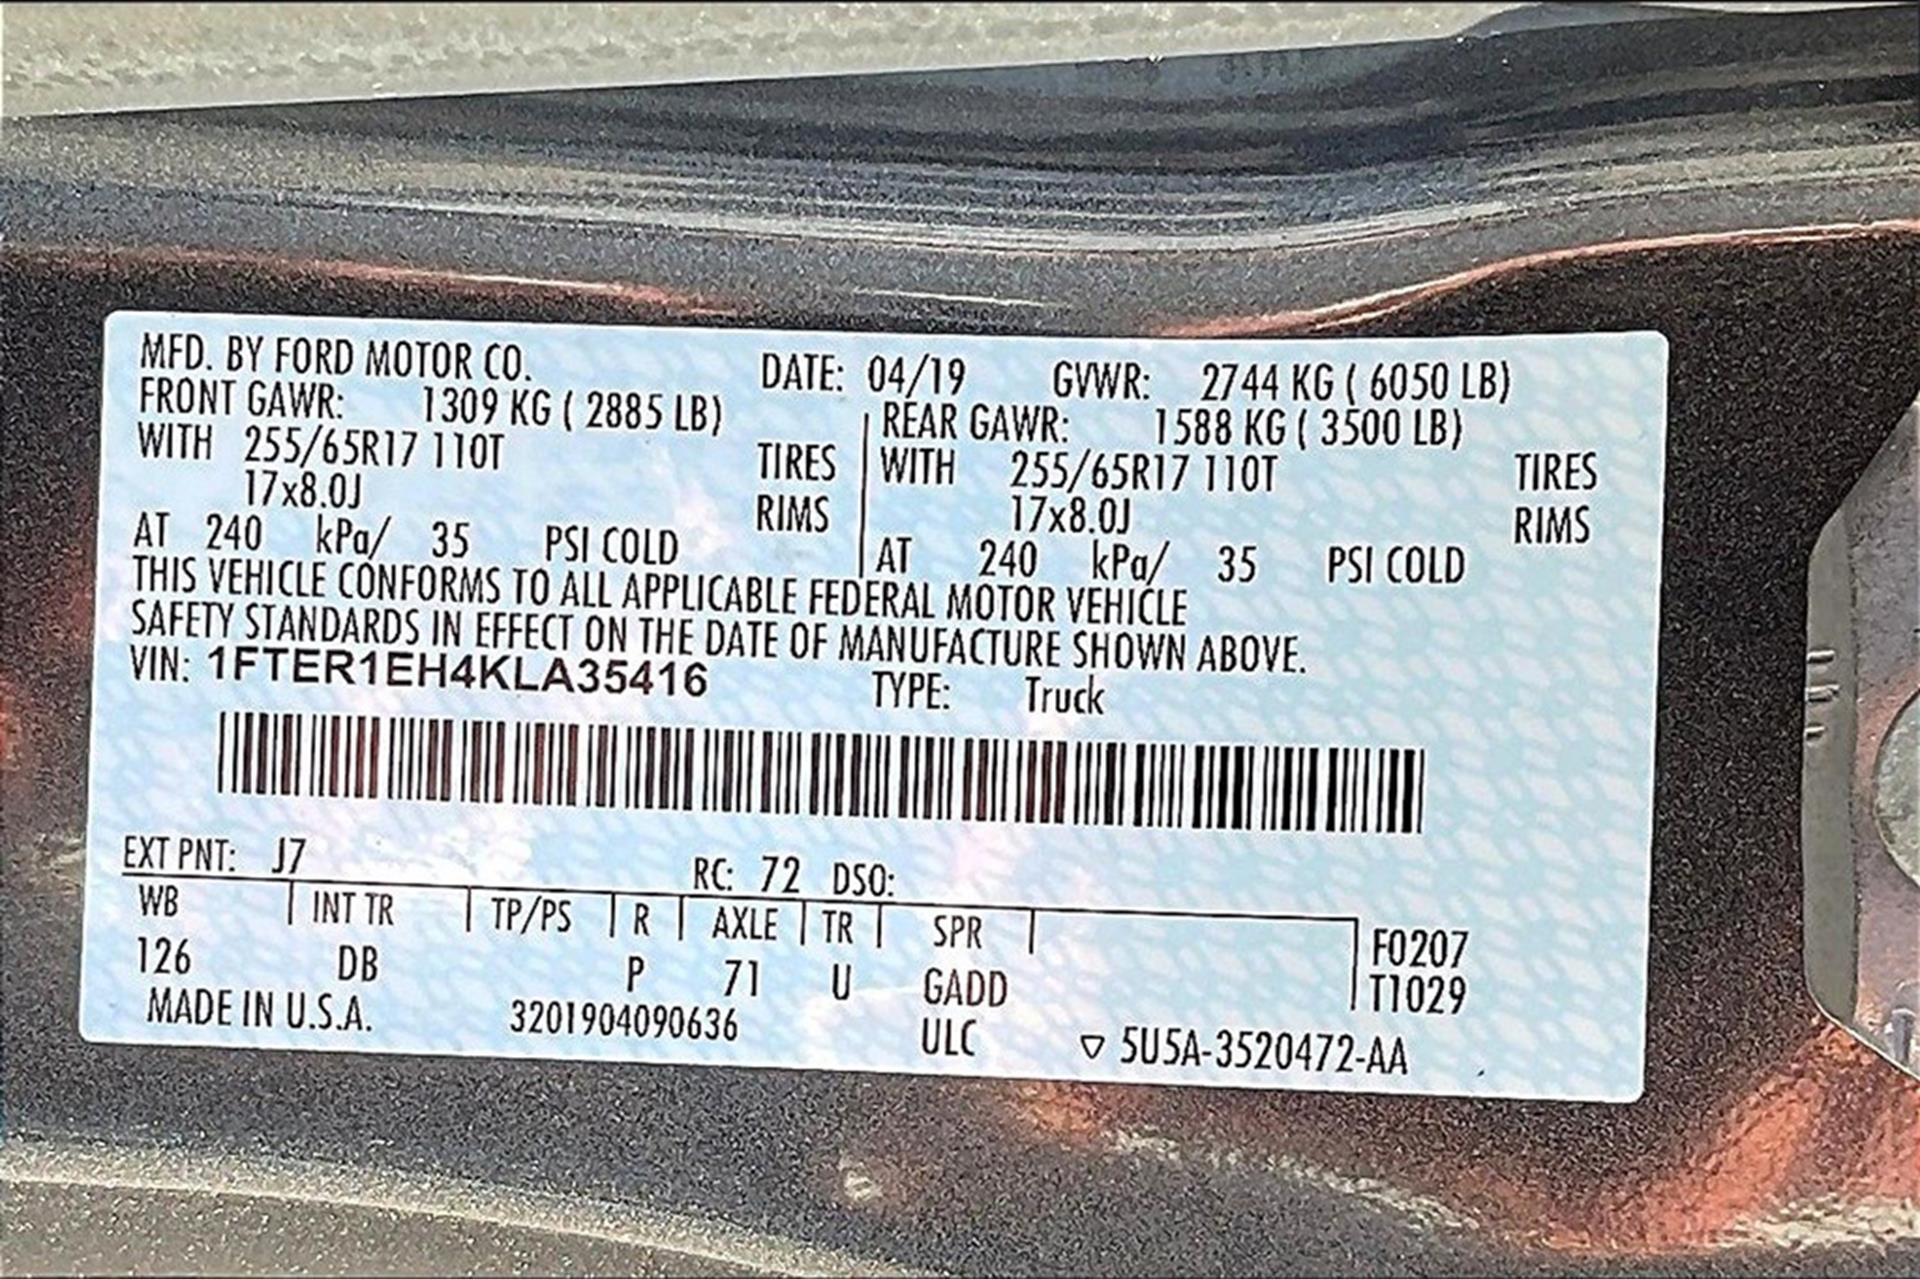 MFD. BY FORD MOTOR CO. DATE: 04/19 GVWR: 2744 KG ( 6050 LB)
FRONT GAWR: 1309 KG ( 2885 LB) REAR GAWR: 1588 KG ( 3500 LB)
WITH 255/65R17 110T TIRES WITH 255/65R17 110T TIRES
17x8.0J RIMS 17x8.0J RIMS
AT 240 kPa/ 35 PSI COLD AT 240 kPa/ 35 PSI COLD
THIS VEHICLE CONFORMS TO ALL APPLICABLE FEDERAL MOTOR VEHICLE
SAFETY STANDARDS IN EFFECT ON THE DATE OF MANUFACTURE SHOWN ABOVE.
VIN: 1FTER1EH4KLA35416 TYPE: Truck
EXT PNT: J7 RC: 72 DSO:
WB INT TR TP/PS R AXLE TR SPR F0207
126 DB P 71 U GADD T1029
MADE IN U.S.A. 3201904090636 ULC ▽ 5U5A-3520472-AA